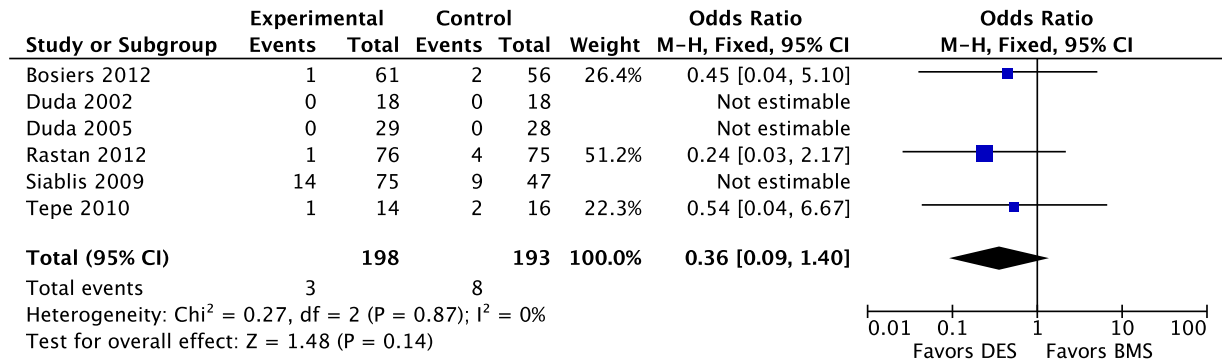 Experimental Control Odds Ratio Odds Ratio
Study or Subgroup Events Total Events Total Weight M-H, Fixed, 95% CI M-H, Fixed, 95% CI
Bosiers 2012 1 61 2 56 26.4% 0.45 [0.04, 5.10]
Duda 2002 0 18 0 18 Not estimable
Duda 2005 0 29 0 28 Not estimable
Rastan 2012 1 76 4 75 51.2% 0.24 [0.03, 2.17]
Siablis 2009 14 75 9 47 Not estimable
Tepe 2010 1 14 2 16 22.3% 0.54 [0.04, 6.67]
Total (95% CI) 198 193 100.0% 0.36 [0.09, 1.40]
Total events 3 8
Heterogeneity: Chi² = 0.27, df = 2 (P = 0.87); I² = 0%
Test for overall effect: Z = 1.48 (P = 0.14)
0.01 0.1 1 10 100
Favors DES Favors BMS